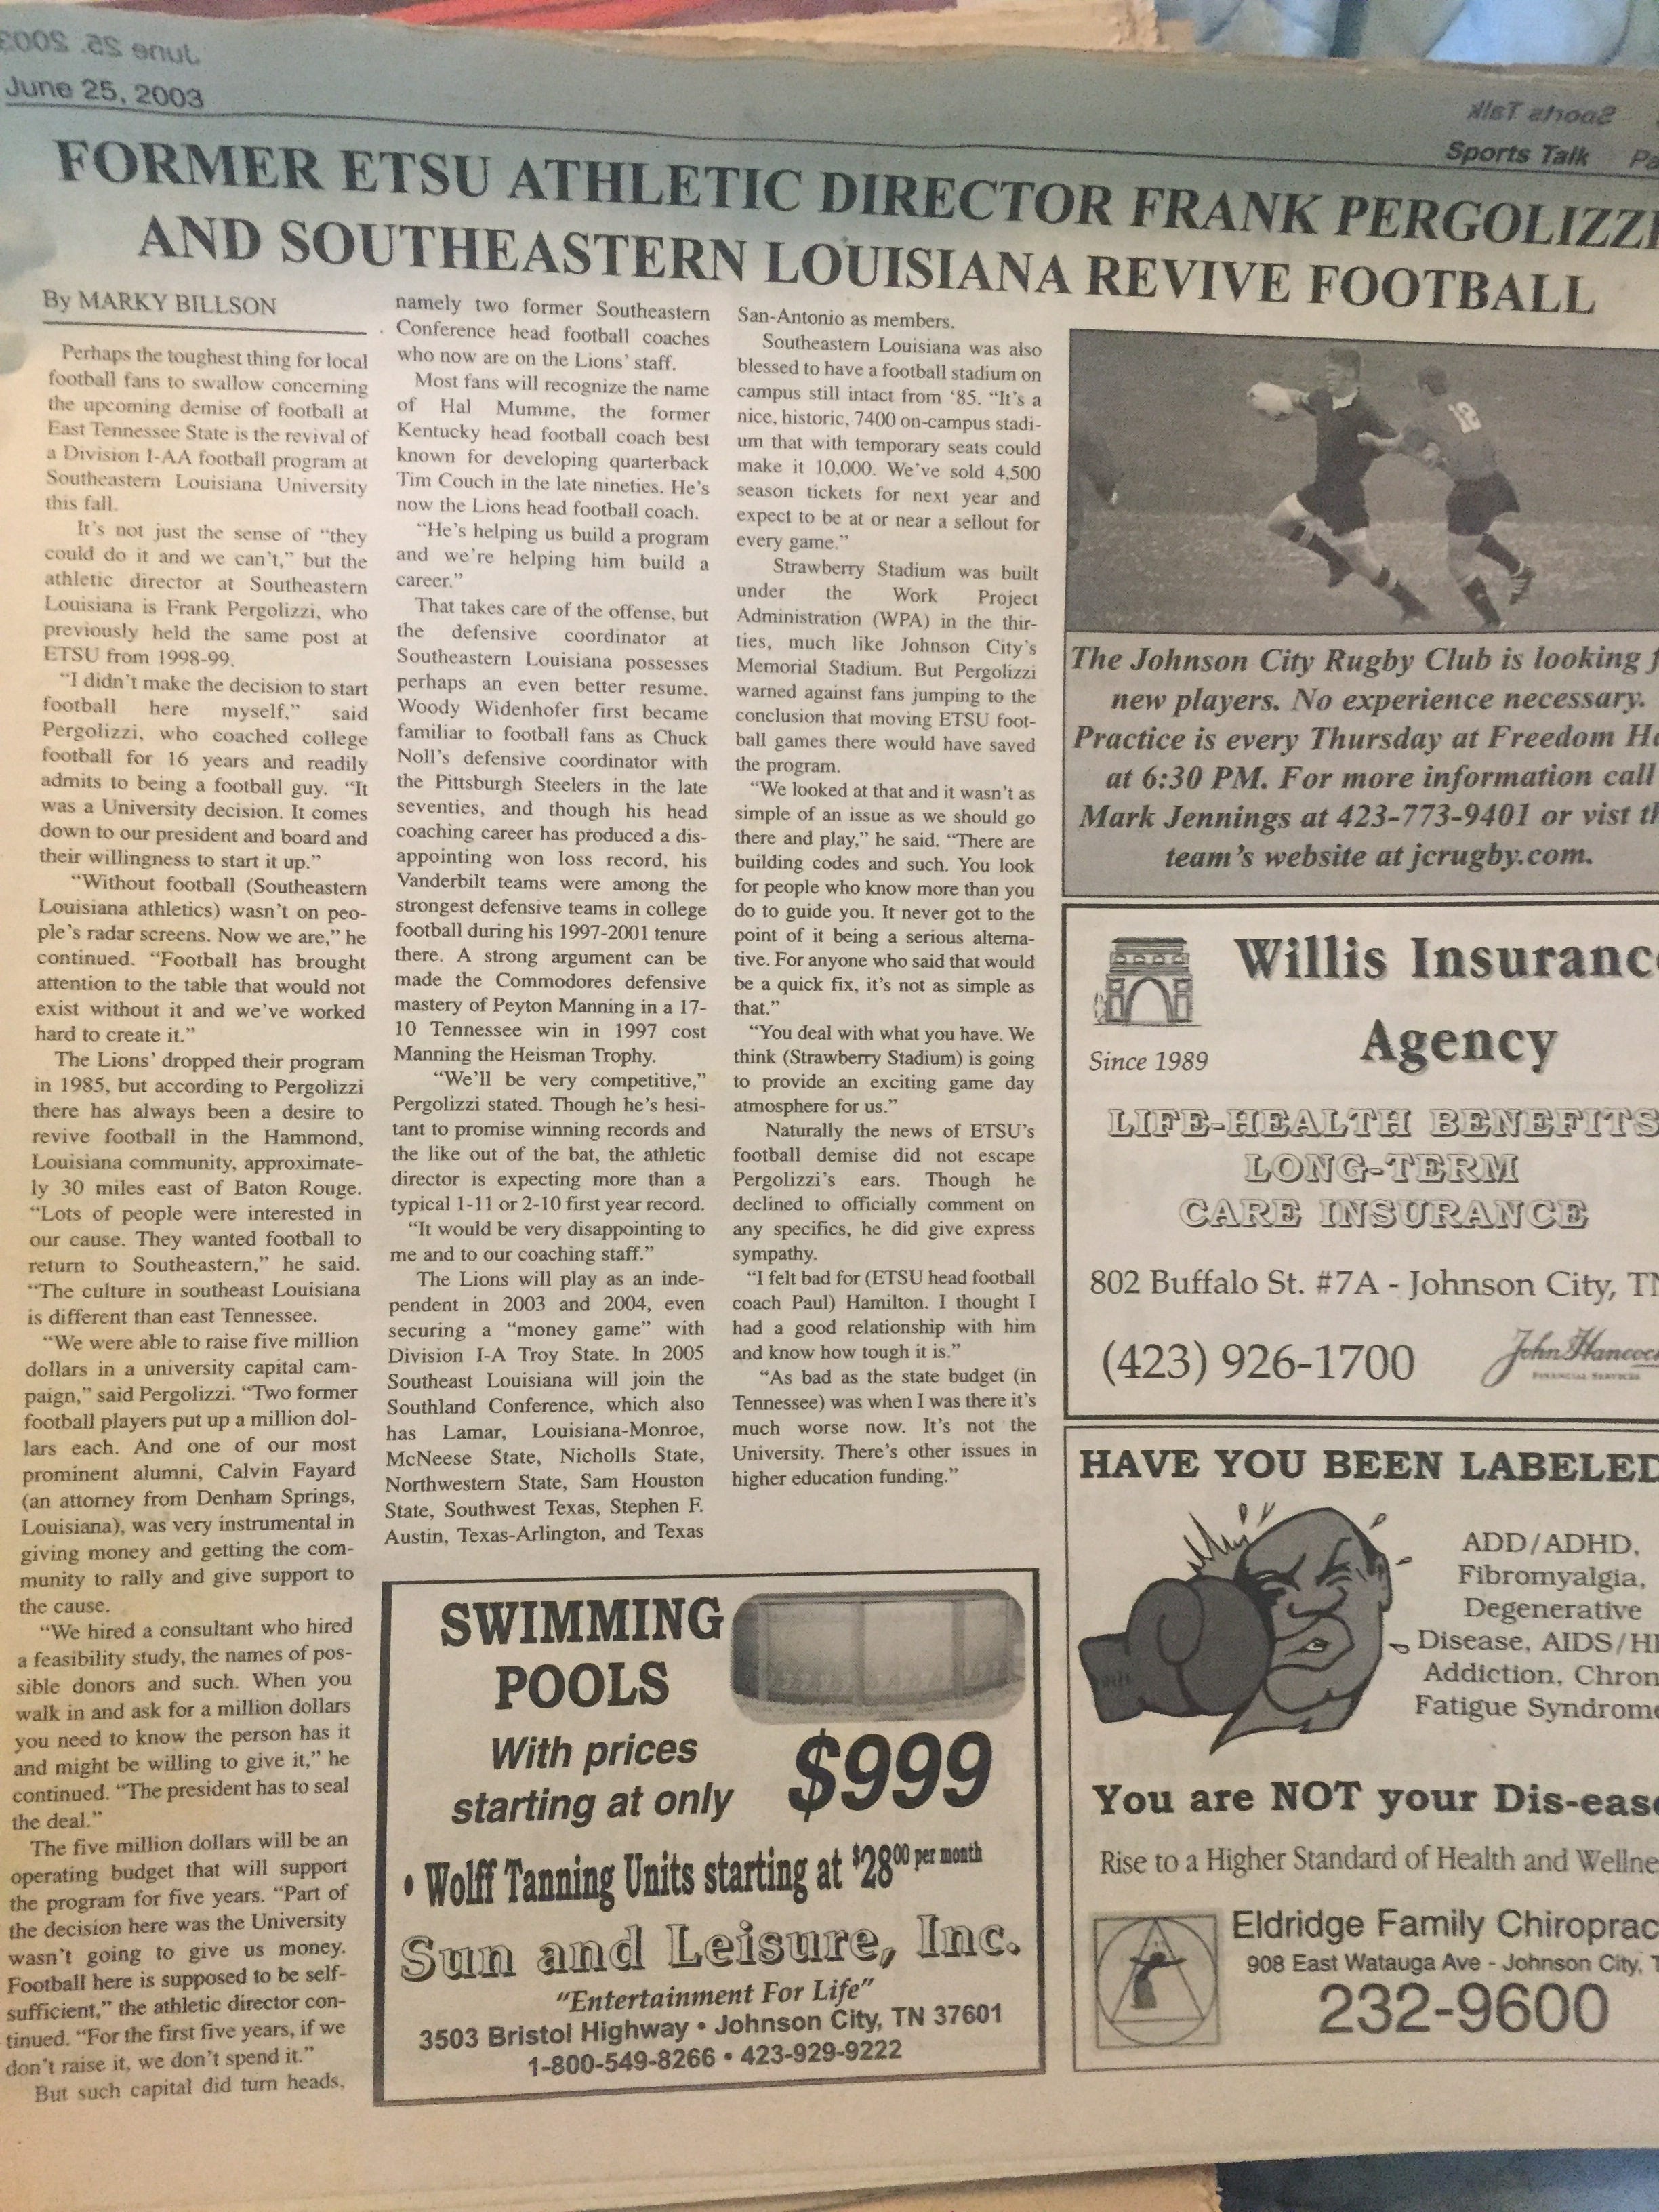 June 25, 2003
June 25, 2003
Sports Talk
Sports Talk
FORMER ETSU ATHLETIC DIRECTOR FRANK PERGOLIZZI
AND SOUTHEASTERN LOUISIANA REVIVE FOOTBALL
By MARKY BILLSON
Perhaps the toughest thing for local
football fans to swallow concerning
the upcoming demise of football at
East Tennessee State is the revival of
a Division I-AA football program at
Southeastern Louisiana University
this fall.
It's not just the sense of “they
could do it and we can't,” but the
athletic director at Southeastern
Louisiana is Frank Pergolizzi, who
previously held the same post at
ETSU from 1998-99.
“I didn't make the decision to start
football here myself,” said
Pergolizzi, who coached college
football for 16 years and readily
admits to being a football guy. “It
was a University decision. It comes
down to our president and board and
their willingness to start it up.”
“Without football (Southeastern
Louisiana athletics) wasn't on peo-
ple's radar screens. Now we are,” he
continued. “Football has brought
attention to the table that would not
exist without it and we've worked
hard to create it.”
The Lions' dropped their program
in 1985, but according to Pergolizzi
there has always been a desire to
revive football in the Hammond,
Louisiana community, approximate-
ly 30 miles east of Baton Rouge.
“Lots of people were interested in
our cause. They wanted football to
return to Southeastern,” he said.
“The culture in southeast Louisiana
is different than east Tennessee.
“We were able to raise five million
dollars in a university capital cam-
paign,” said Pergolizzi. “Two former
football players put up a million dol-
lars each. And one of our most
prominent alumni, Calvin Fayard
(an attorney from Denham Springs,
Louisiana), was very instrumental in
giving money and getting the com-
munity to rally and give support to
the cause.
“We hired a consultant who hired
a feasibility study, the names of pos-
sible donors and such. When you
walk in and ask for a million dollars
you need to know the person has it
and might be willing to give it,” he
continued. “The president has to seal
the deal.”
The five million dollars will be an
operating budget that will support
the program for five years. “Part of
the decision here was the University
wasn't going to give us money.
Football here is supposed to be self-
sufficient,” the athletic director con-
tinued. “For the first five years, if we
don't raise it, we don't spend it.”
But such capital did turn heads,
namely two former Southeastern
Conference head football coaches
who now are on the Lions' staff.
Most fans will recognize the name
of Hal Mumme, the former
Kentucky head football coach best
known for developing quarterback
Tim Couch in the late nineties. He's
now the Lions head football coach.
“He's helping us build a program
and we're helping him build a
career.”
That takes care of the offense, but
the defensive coordinator at
Southeastern Louisiana possesses
perhaps an even better resume.
Woody Widenhofer first became
familiar to football fans as Chuck
Noll's defensive coordinator with
the Pittsburgh Steelers in the late
seventies, and though his head
coaching career has produced a dis-
appointing won loss record, his
Vanderbilt teams were among the
strongest defensive teams in college
football during his 1997-2001 tenure
there. A strong argument can be
made the Commodores defensive
mastery of Peyton Manning in a 17-
10 Tennessee win in 1997 cost
Manning the Heisman Trophy.
“We'll be very competitive,”
Pergolizzi stated. Though he's hesi-
tant to promise winning records and
the like out of the bat, the athletic
director is expecting more than a
typical 1-11 or 2-10 first year record.
“It would be very disappointing to
me and to our coaching staff.”
The Lions will play as an inde-
pendent in 2003 and 2004, even
securing a “money game” with
Division I-A Troy State. In 2005
Southeast Louisiana will join the
Southland Conference, which also
has Lamar, Louisiana-Monroe,
McNeese State, Nicholls State,
Northwestern State, Sam Houston
State, Southwest Texas, Stephen F.
Austin, Texas-Arlington, and Texas
San-Antonio as members.
Southeastern Louisiana was also
blessed to have a football stadium on
campus still intact from ‘85. “It's a
nice, historic, 7400 on-campus stadi-
um that with temporary seats could
make it 10,000. We've sold 4,500
season tickets for next year and
expect to be at or near a sellout for
every game.”
Strawberry Stadium was built
under the Work Project
Administration (WPA) in the thir-
ties, much like Johnson City's
Memorial Stadium. But Pergolizzi
warned against fans jumping to the
conclusion that moving ETSU foot-
ball games there would have saved
the program.
“We looked at that and it wasn't as
simple of an issue as we should go
there and play,” he said. “There are
building codes and such. You look
for people who know more than you
do to guide you. It never got to the
point of it being a serious alterna-
tive. For anyone who said that would
be a quick fix, it's not as simple as
that.”
“You deal with what you have. We
think (Strawberry Stadium) is going
to provide an exciting game day
atmosphere for us.”
Naturally the news of ETSU's
football demise did not escape
Pergolizzi's ears. Though he
declined to officially comment on
any specifics, he did give express
sympathy.
“I felt bad for (ETSU head football
coach Paul) Hamilton. I thought I
had a good relationship with him
and know how tough it is.”
“As bad as the state budget (in
Tennessee) was when I was there it's
much worse now. It's not the
University. There's other issues in
higher education funding.”
SWIMMING
POOLS
With prices
starting at only
$999
• Wolff Tanning Units starting at $28⁰⁰ per month
Sun and Leisure, Inc.
“Entertainment For Life”
3503 Bristol Highway • Johnson City, TN 37601
1-800-549-8266 • 423-929-9222
12
The Johnson City Rugby Club is looking
new players. No experience necessary.
Practice is every Thursday at Freedom
at 6:30 PM. For more information call
Mark Jennings at 423-773-9401 or vist
team's website at jcrugby.com.
Willis Insurance
Agency
Since 1989
LIFE-HEALTH BENEFITS
LONG-TERM
CARE INSURANCE
802 Buffalo St. #7A - Johnson City, TN
(423) 926-1700
John Hancock
FINANCIAL SERVICES
HAVE YOU BEEN LABELED
ADD/ADHD,
Fibromyalgia,
Degenerative
Disease, AIDS/HI
Addiction, Chron
Fatigue Syndrome
You are NOT your Dis-ease
Rise to a Higher Standard of Health and Wellne
Eldridge Family Chiroprac
908 East Watauga Ave - Johnson City,
232-9600